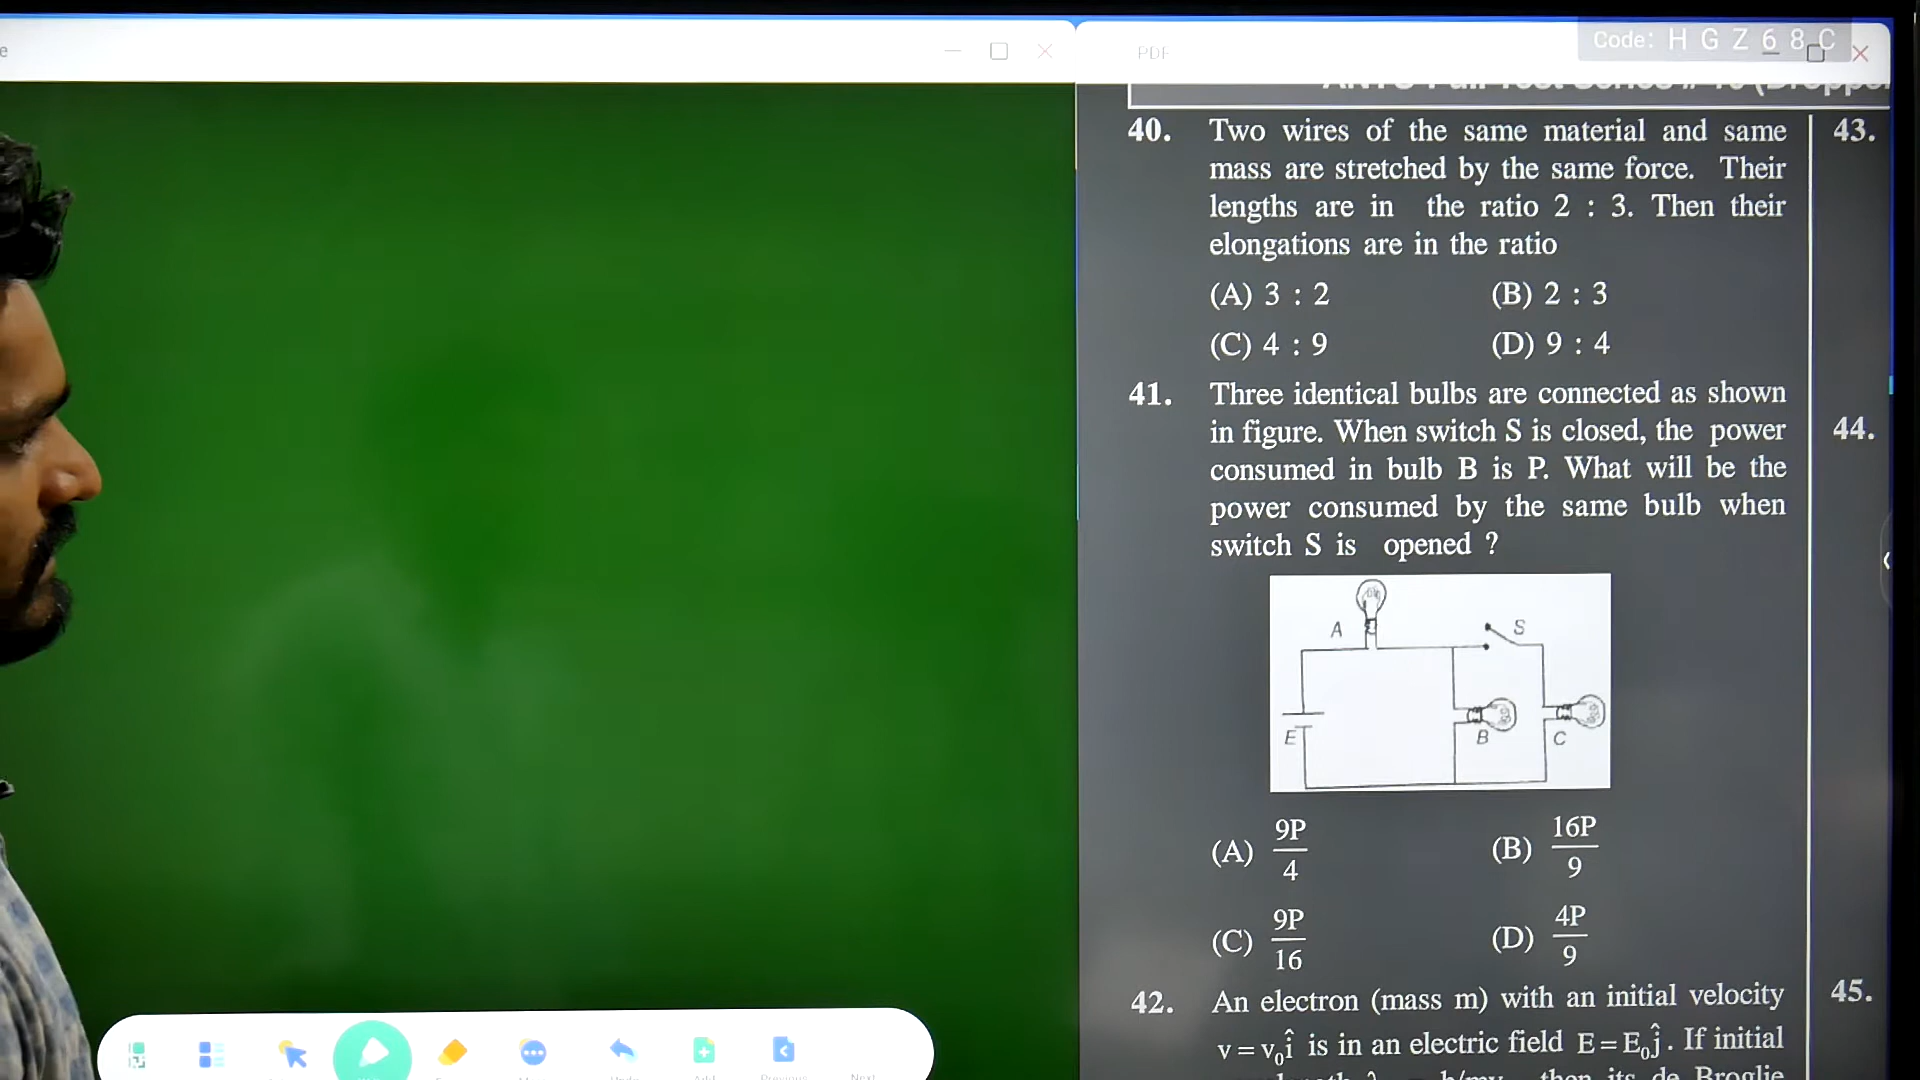 PDF
Code: H G Z 6 8 C
40. Two wires of the same material and same
mass are stretched by the same force. Their
lengths are in the ratio 2 : 3. Then their
elongations are in the ratio
(A) 3 : 2 (B) 2 : 3
(C) 4 : 9 (D) 9 : 4
41. Three identical bulbs are connected as shown
in figure. When switch S is closed, the power
consumed in bulb B is P. What will be the
power consumed by the same bulb when
switch S is opened ?
A S
E B C
(A) 9P/4 (B) 16P/9
(C) 9P/16 (D) 4P/9
42. An electron (mass m) with an initial velocity
v = v₀î is in an electric field E = E₀ĵ. If initial
then its de Broglie
43.
44.
45.